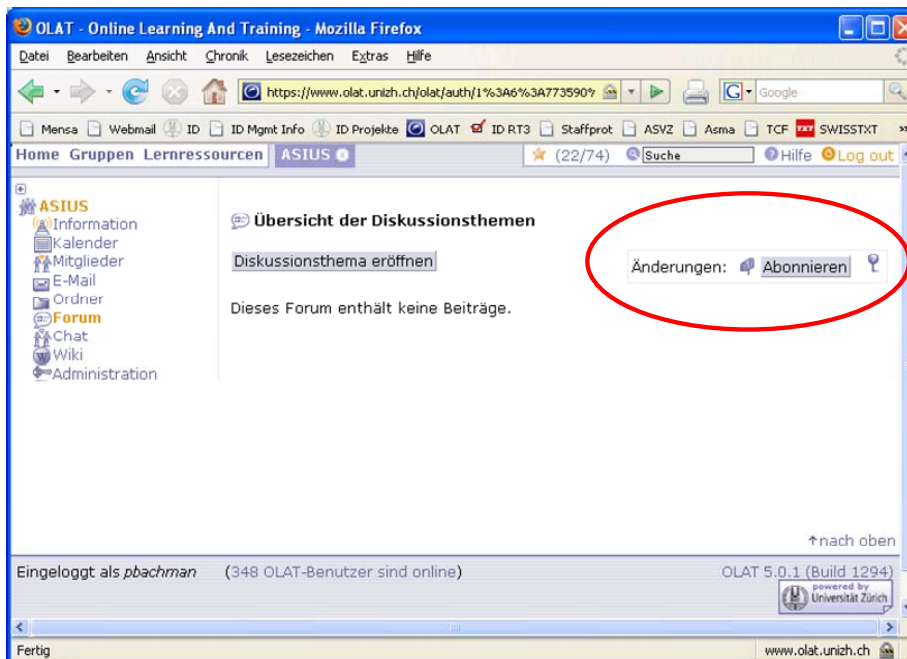 OLAT - Online Learning And Training - Mozilla Firefox
Datei Bearbeiten Ansicht Chronik Lesezeichen Extras Hilfe
https://www.olat.unizh.ch/olat/auth/1%3A6%3A773590? Google
Mensa Webmail ID ID Mgmt Info ID Projekte OLAT ID RT3 Staffprot ASVZ Asma TCF TXT SWISSTXT »
Home Gruppen Lernressourcen ASIUS (22/74) Suche Hilfe Log out
ASIUS
Information
Kalender
Mitglieder
E-Mail
Ordner
Forum
Chat
Wiki
Administration
Übersicht der Diskussionsthemen
Diskussionsthema eröffnen
Änderungen: Abonnieren
Dieses Forum enthält keine Beiträge.
nach oben
Eingeloggt als pbachman (348 OLAT-Benutzer sind online) OLAT 5.0.1 (Build 1294)
powered by
Universität Zürich
Fertig www.olat.unizh.ch